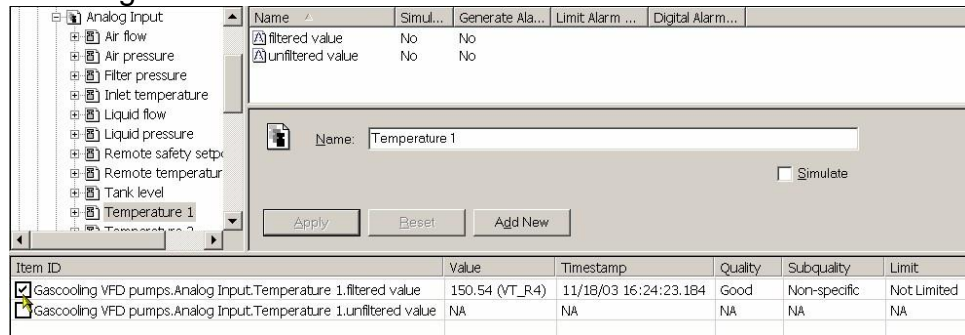 Analog Input
Air flow
Air pressure
Filter pressure
Inlet temperature
Liquid flow
Liquid pressure
Remote safety setp
Remote temperatur
Tank level
Temperature 1
Name Simul... Generate Ala... Limit Alarm ... Digital Alarm...
filtered value No No
unfiltered value No No
Name: Temperature 1
Simulate
Apply Reset Add New
Item ID Value Timestamp Quality Subquality Limit
Gascooling VFD pumps.Analog Input.Temperature 1.filtered value 150.54 (VT_R4) 11/18/03 16:24:23.184 Good Non-specific Not Limited
Gascooling VFD pumps.Analog Input.Temperature 1.unfiltered value NA NA NA NA NA